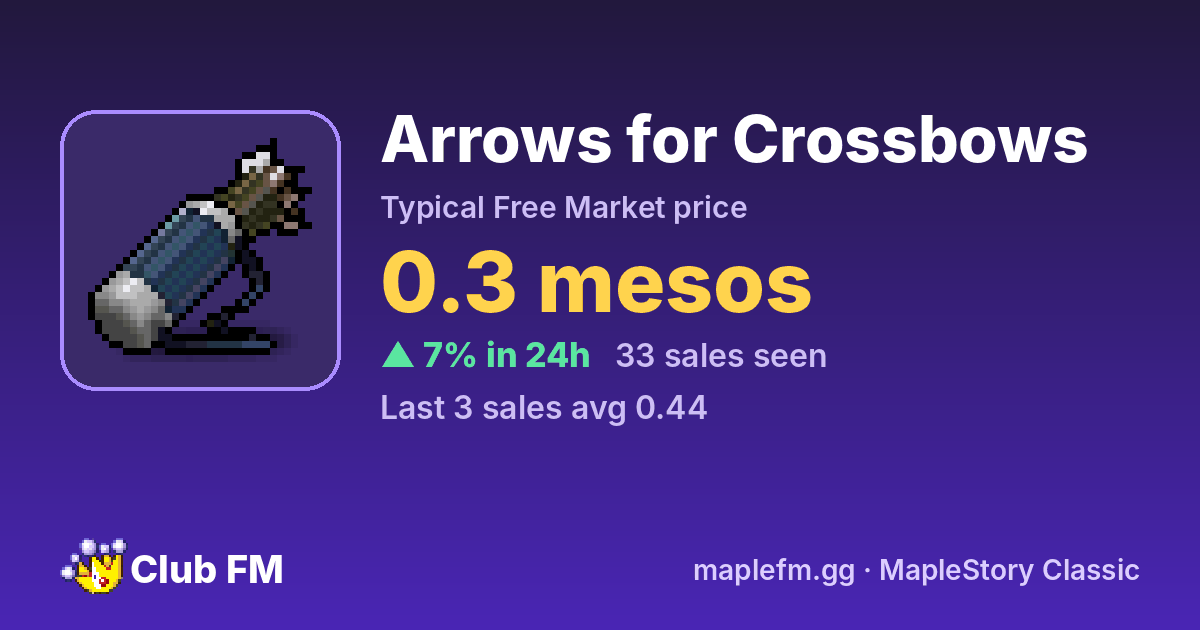 Arrows for Crossbows
Typical Free Market price
0.3 mesos
▲ 7% in 24h 33 sales seen
Last 3 sales avg 0.44
Club FM
maplefm.gg · MapleStory Classic